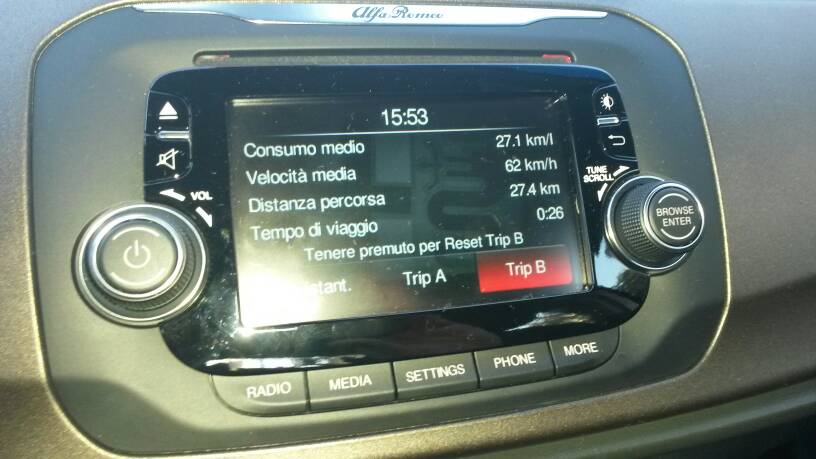 Alfa Romeo
15:53
Consumo medio 27.1 km/l
Velocità media 62 km/h
Distanza percorsa 27.4 km
Tempo di viaggio 0:26
Tenere premuto per Reset Trip B
Trip A Trip B
VOL
TUNE
SCROLL
BROWSE
ENTER
RADIO MEDIA SETTINGS PHONE MORE